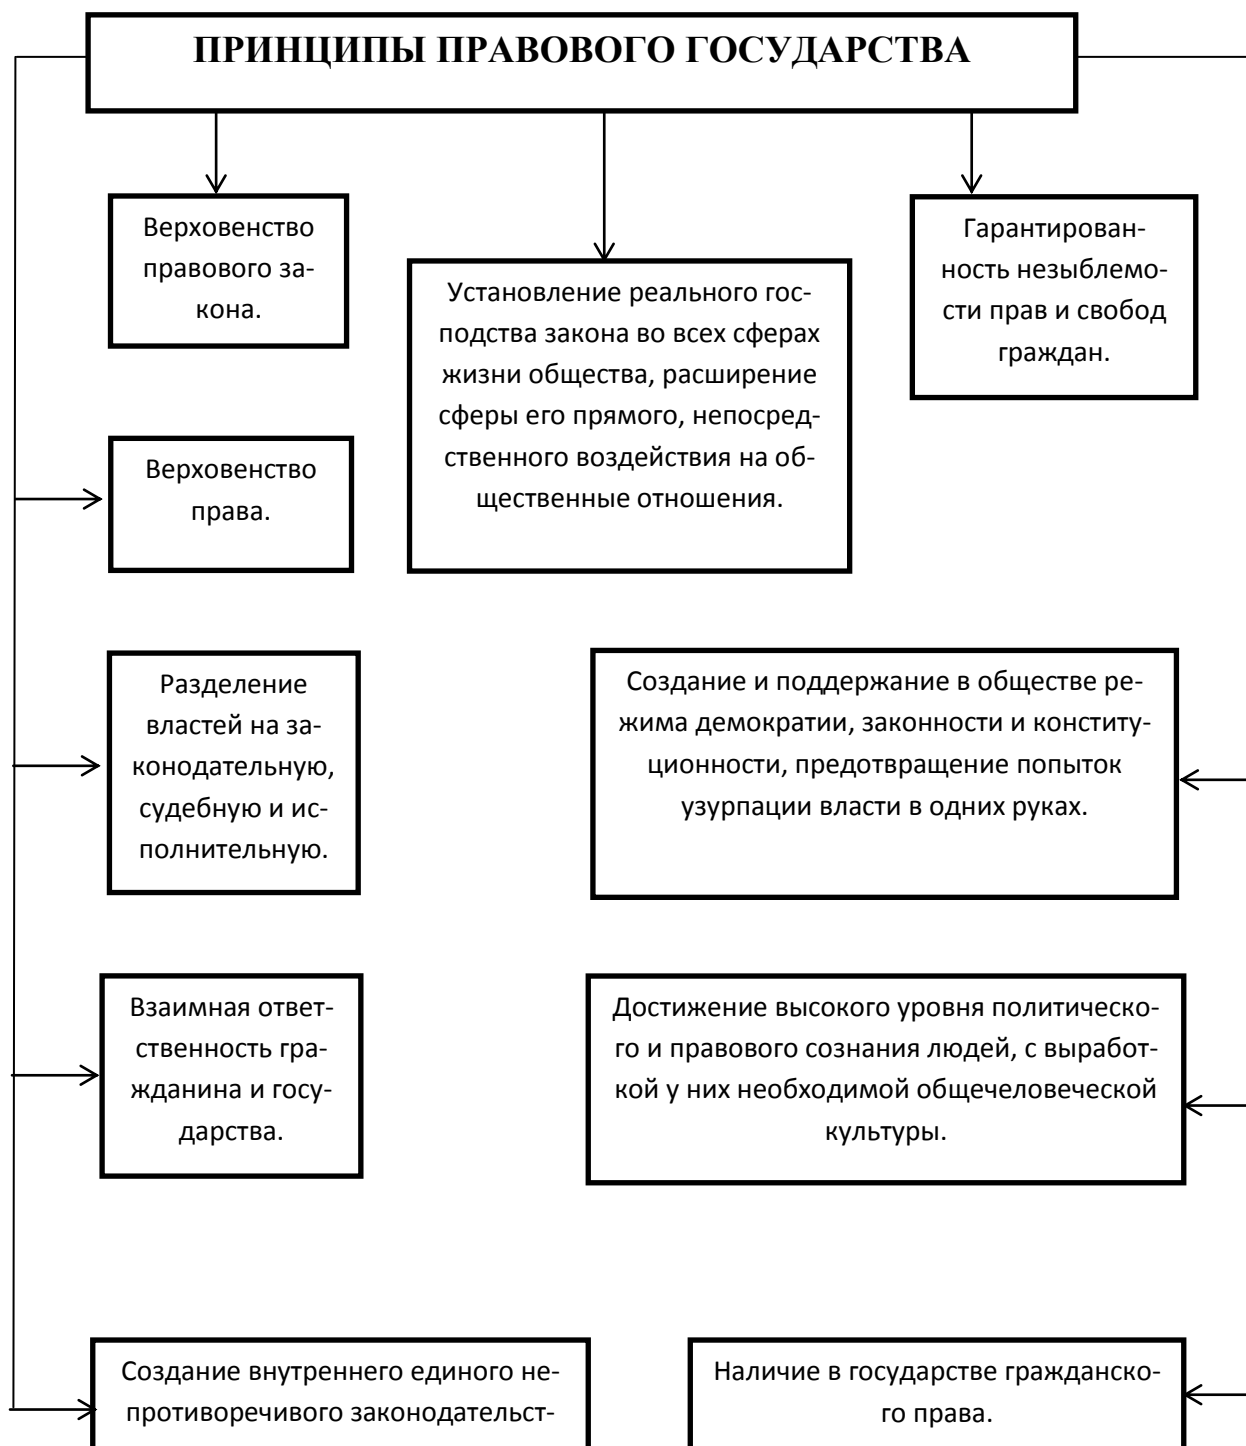 ПРИНЦИПЫ ПРАВОВОГО ГОСУДАРСТВА
Верховенство
правового за-
кона.
Установление реального гос-
подства закона во всех сферах
жизни общества, расширение
сферы его прямого, непосред-
ственного воздействия на об-
щественные отношения.
Гарантирован-
ность незыблемо-
сти прав и свобод
граждан.
Верховенство
права.
Разделение
властей на за-
конодательную,
судебную и ис-
полнительную.
Создание и поддержание в обществе ре-
жима демократии, законности и конститу-
ционности, предотвращение попыток
узурпации власти в одних руках.
Взаимная ответ-
ственность гра-
жданина и госу-
дарства.
Достижение высокого уровня политическо-
го и правового сознания людей, с выработ-
кой у них необходимой общечеловеческой
культуры.
Создание внутреннего единого не-
противоречивого законодательст-
Наличие в государстве гражданско-
го права.